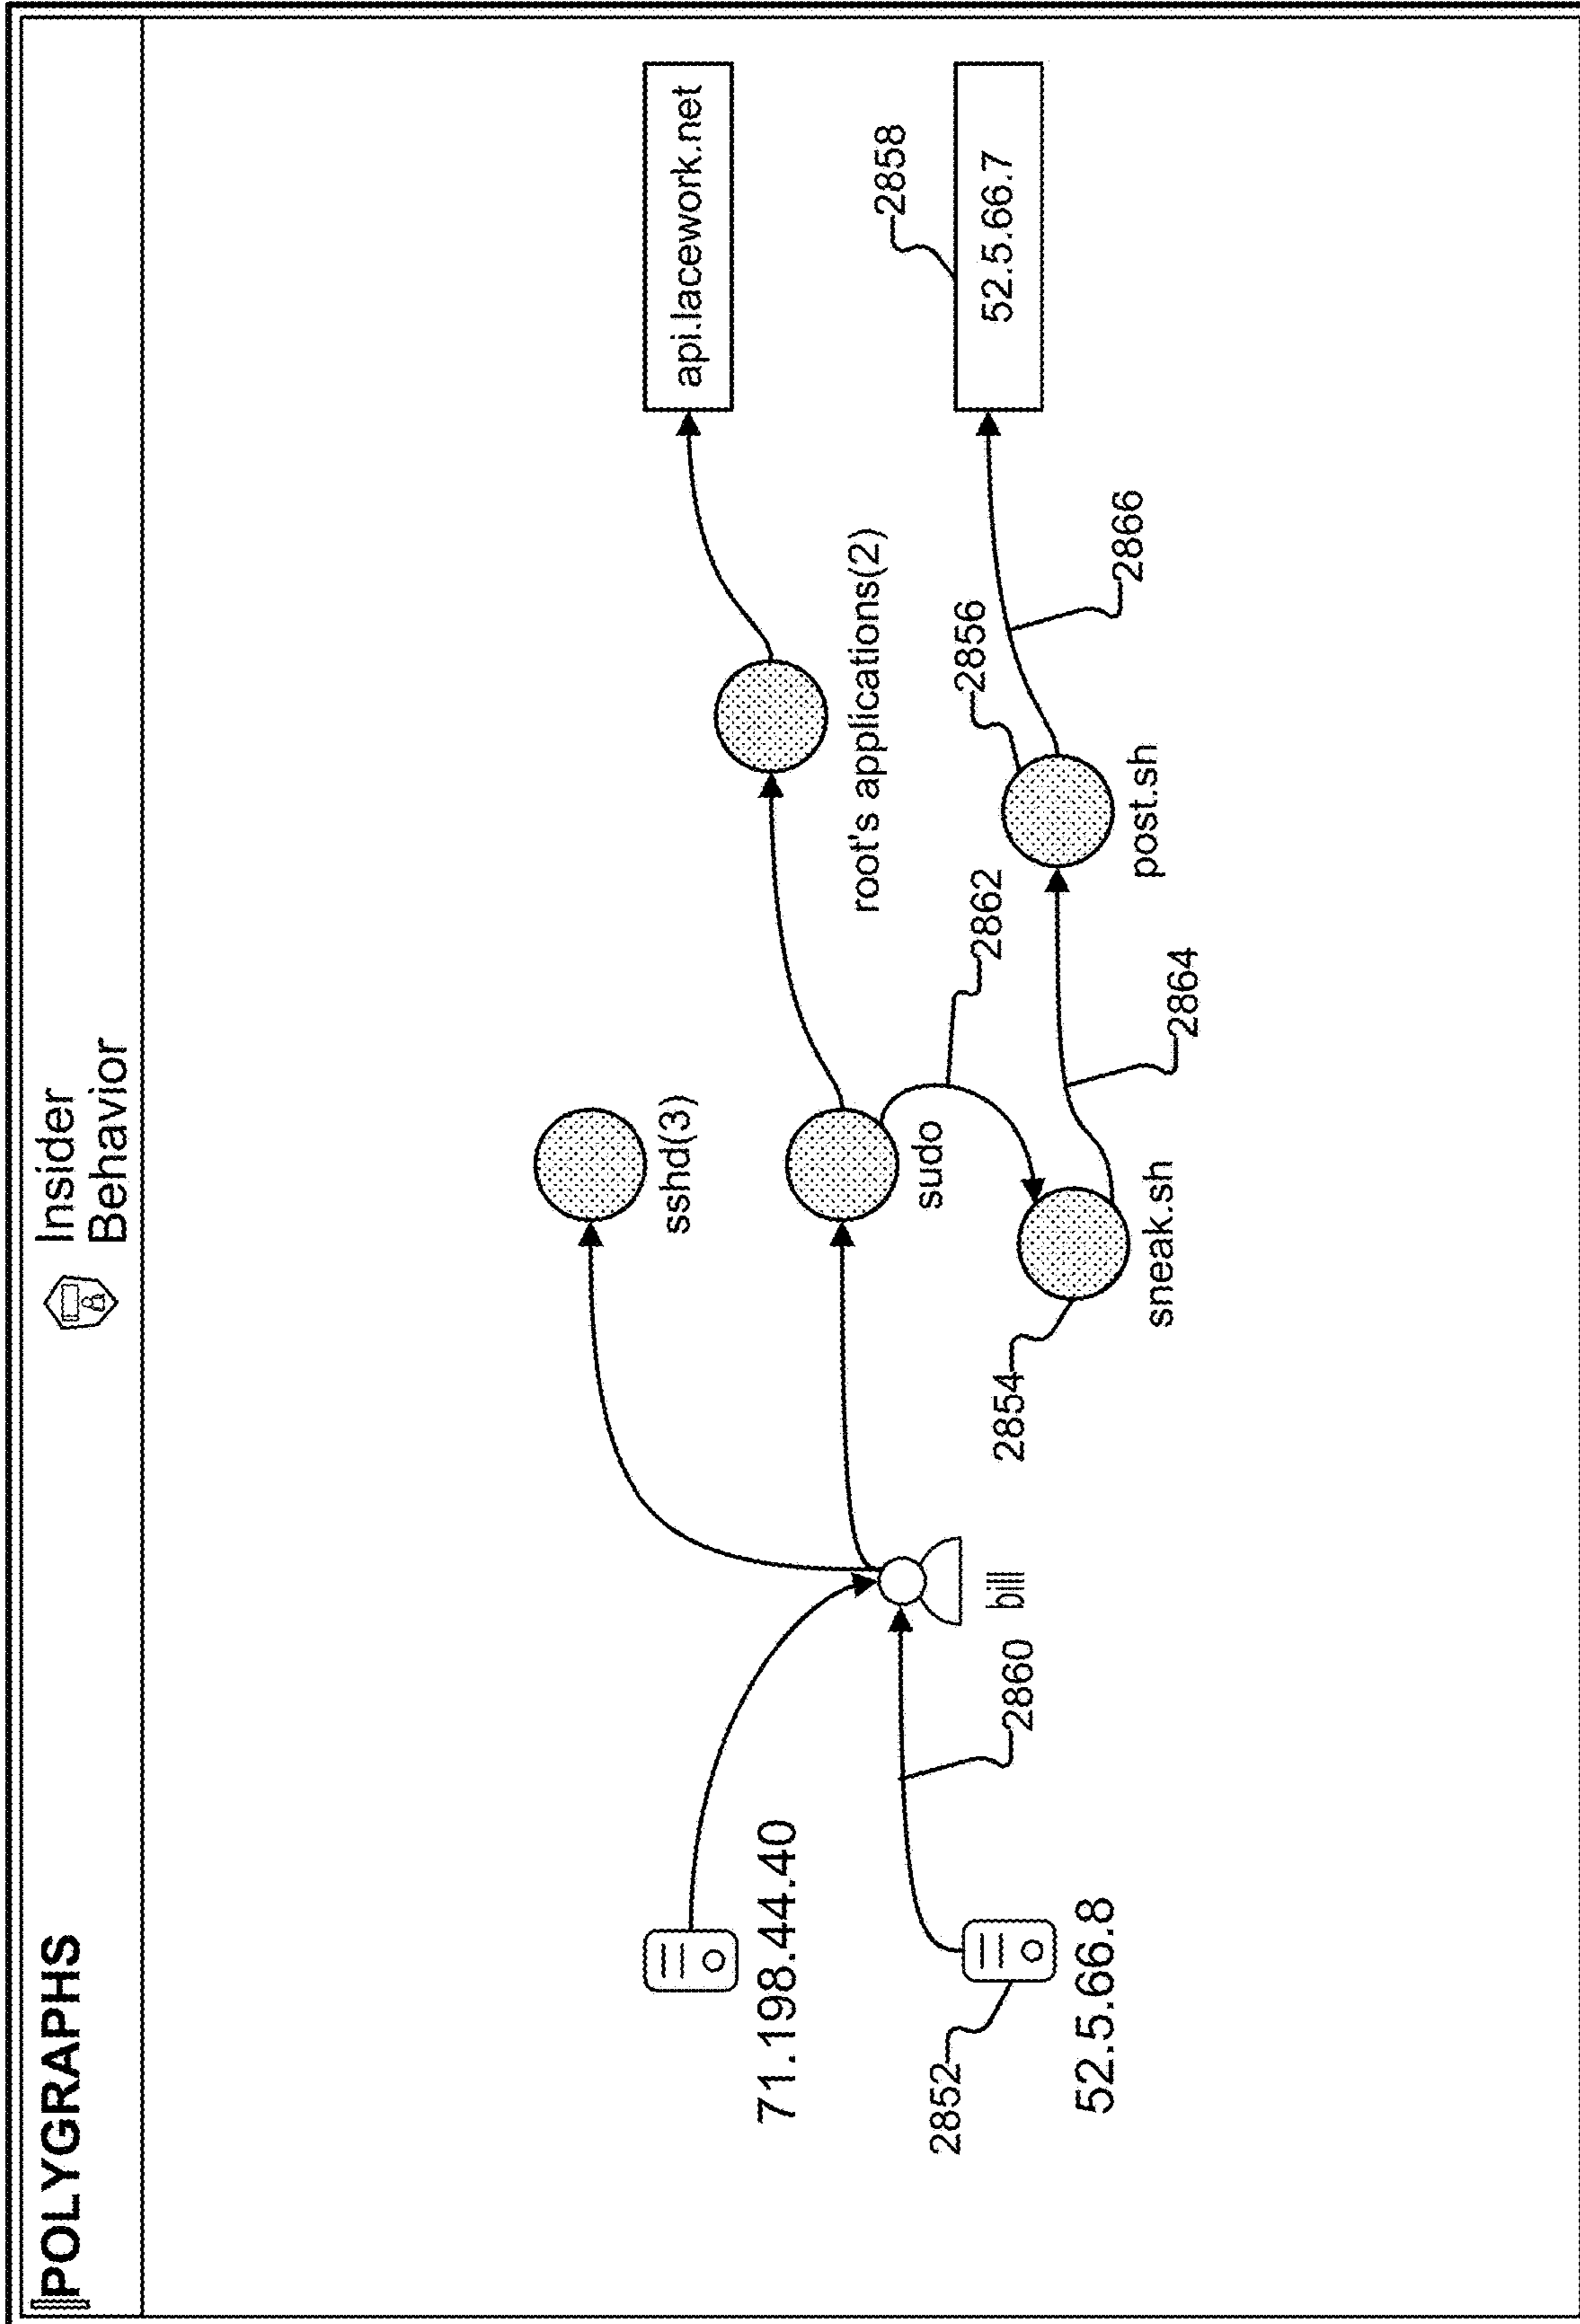 POLYGRAPHS
Insider
Behavior
71.198.44.40
2852
52.5.66.8
2860
bill
sshd(3)
sudo
2854
sneak.sh
2862
2864
root's applications(2)
2856
post.sh
2866
api.lacework.net
2858
52.5.66.7